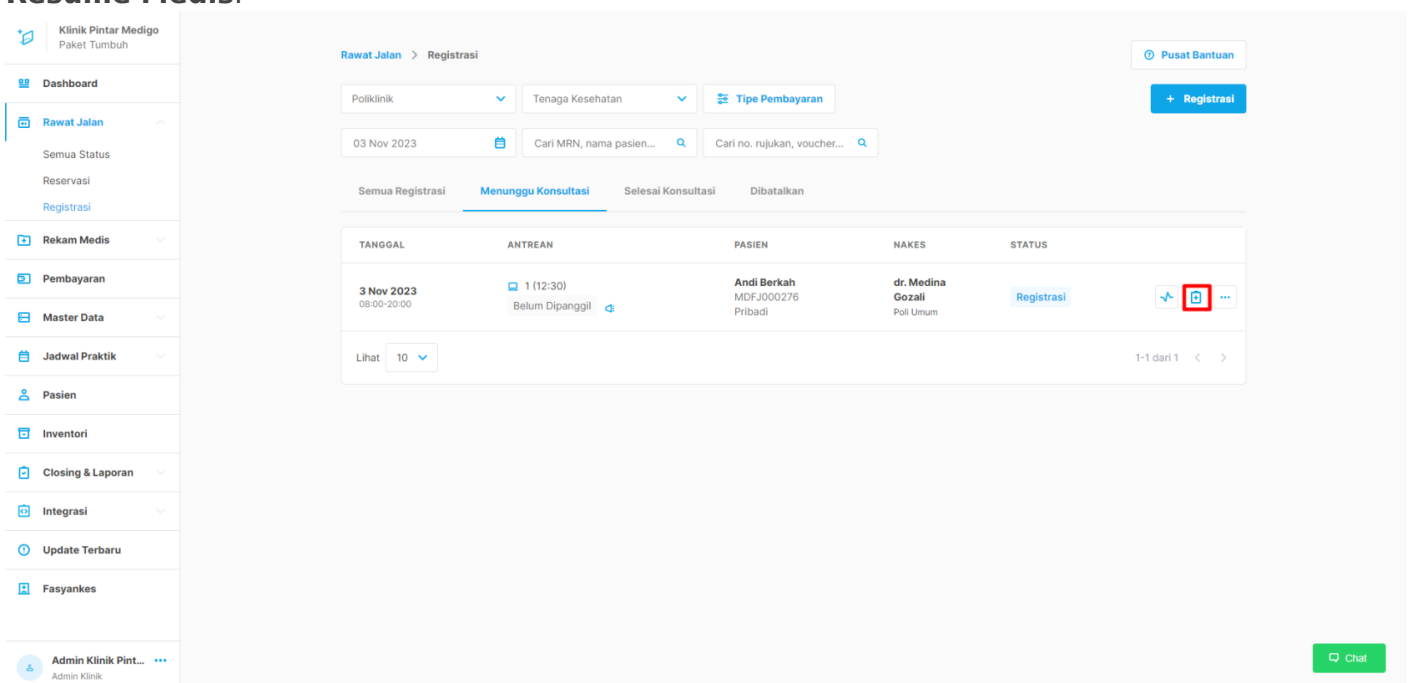 Resume Medis.
Klinik Pintar Medigo
Paket Tumbuh
Dashboard
Rawat Jalan
Semua Status
Reservasi
Registrasi
Rekam Medis
Pembayaran
Master Data
Jadwal Praktik
Pasien
Inventori
Closing & Laporan
Integrasi
Update Terbaru
Fasyankes
Admin Klinik Pint...
Admin Klinik
Rawat Jalan > Registrasi
Pusat Bantuan
Poliklinik
Tenaga Kesehatan
Tipe Pembayaran
+ Registrasi
03 Nov 2023
Cari MRN, nama pasien...
Cari no. rujukan, voucher...
Semua Registrasi
Menunggu Konsultasi
Selesai Konsultasi
Dibatalkan
TANGGAL
ANTREAN
PASIEN
NAKES
STATUS
3 Nov 2023
08:00-20:00
1 (12:30)
Belum Dipanggil
Andi Berkah
MDFJ000276
Pribadi
dr. Medina
Gozali
Poli Umum
Registrasi
Lihat 10
1-1 dari 1 < >
Chat